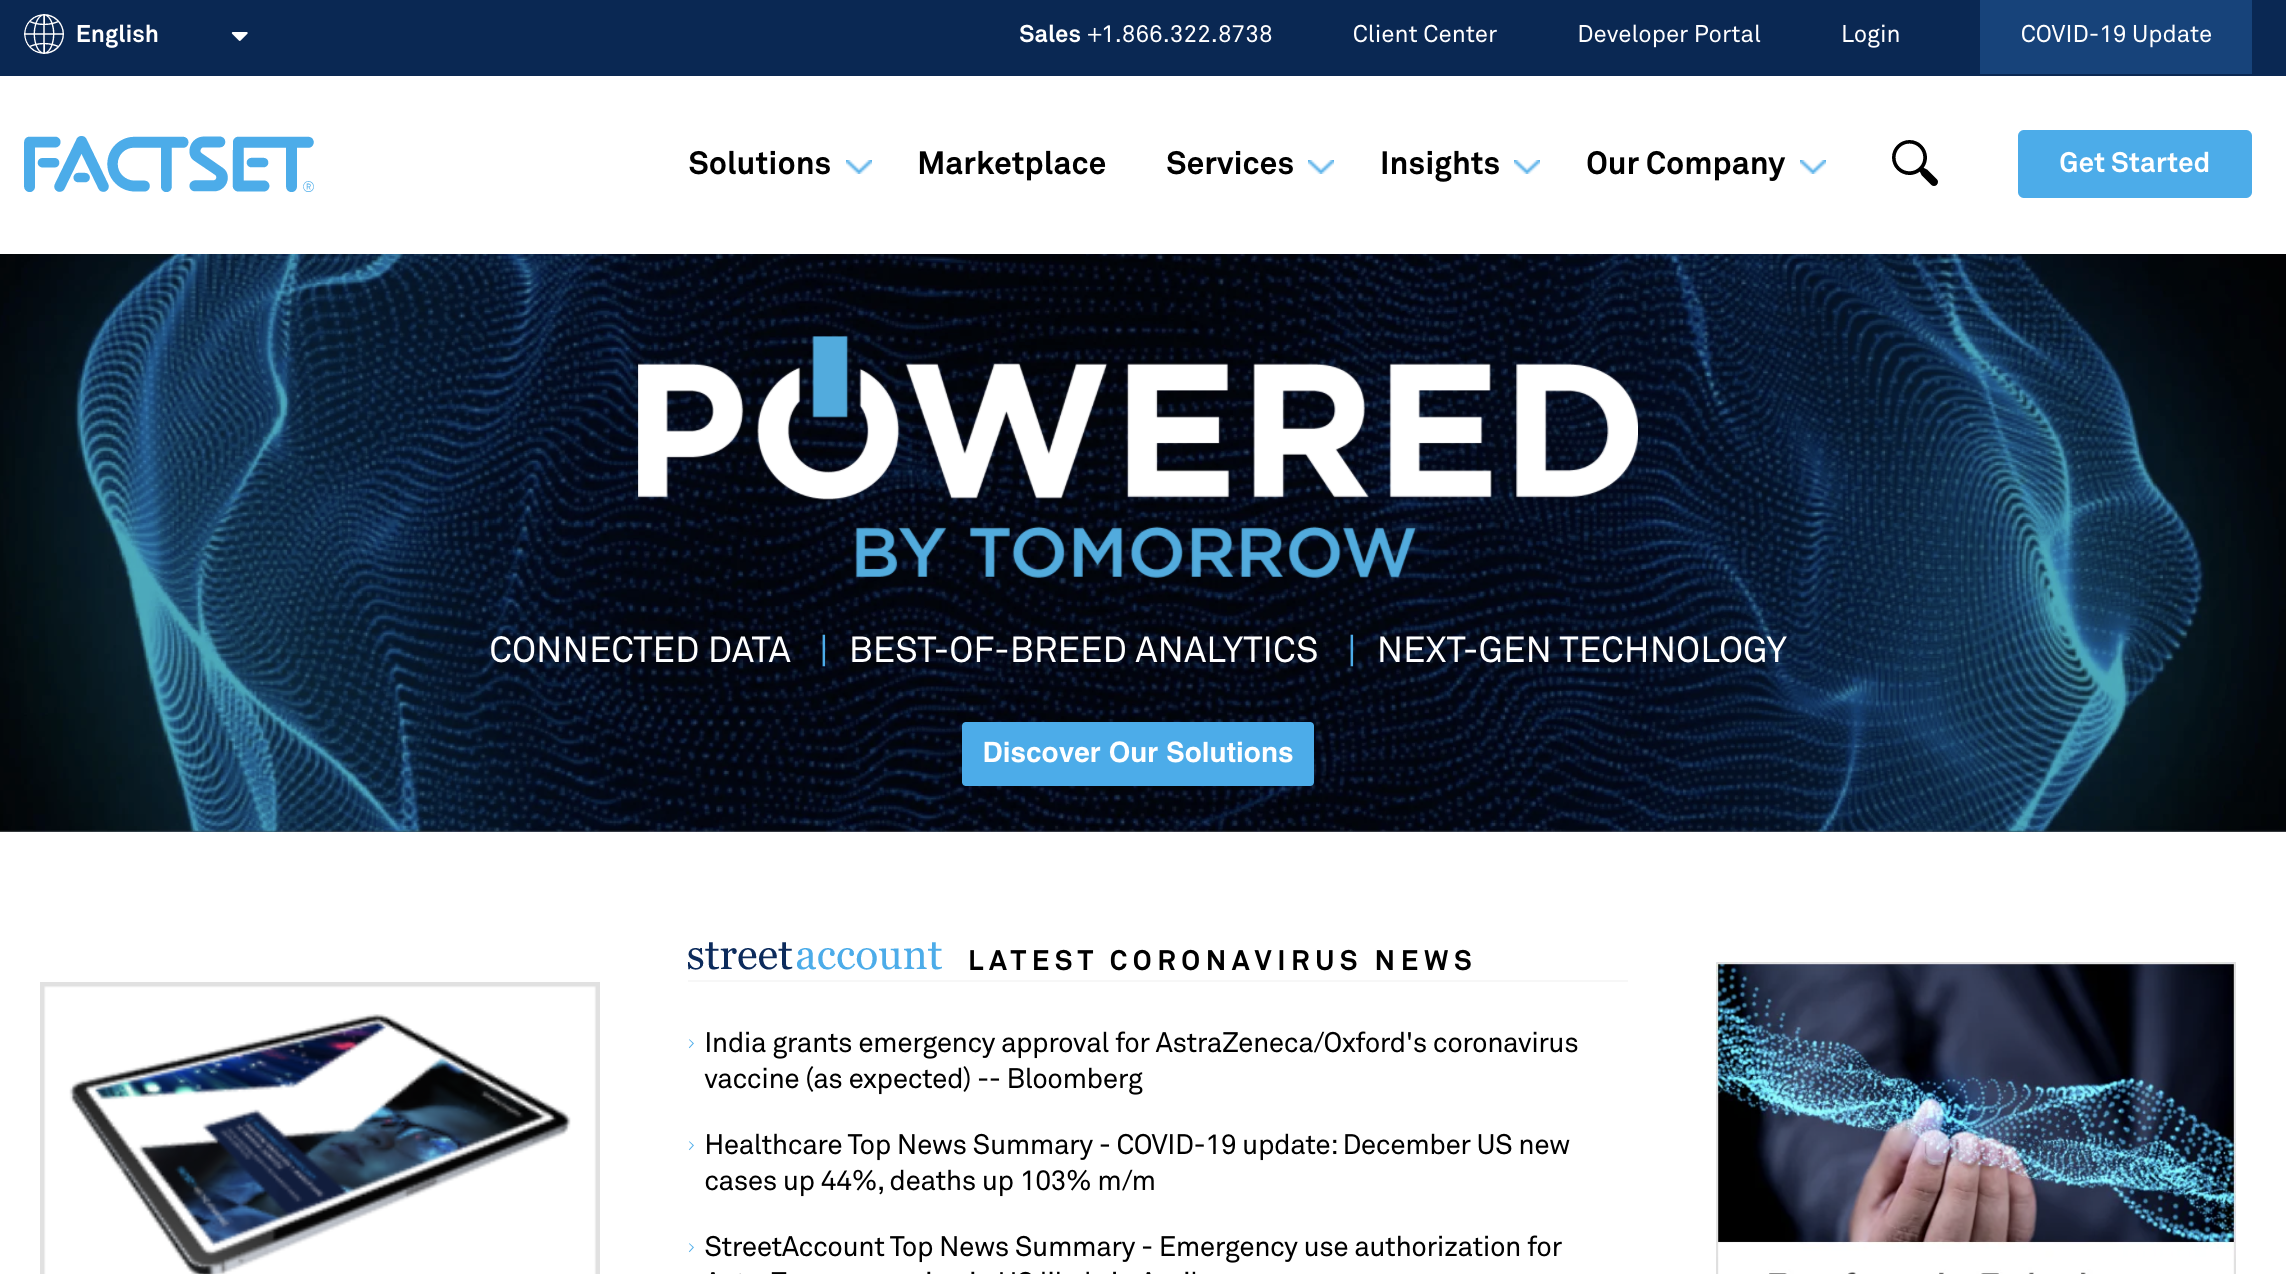 English
Sales +1.866.322.8738
Client Center
Developer Portal
Login
COVID-19 Update
FACTSET®
Solutions
Marketplace
Services
Insights
Our Company
Get Started
POWERED
BY TOMORROW
CONNECTED DATA | BEST-OF-BREED ANALYTICS | NEXT-GEN TECHNOLOGY
Discover Our Solutions
streetaccount LATEST CORONAVIRUS NEWS
India grants emergency approval for AstraZeneca/Oxford's coronavirus
vaccine (as expected) -- Bloomberg
Healthcare Top News Summary - COVID-19 update: December US new
cases up 44%, deaths up 103% m/m
StreetAccount Top News Summary - Emergency use authorization for